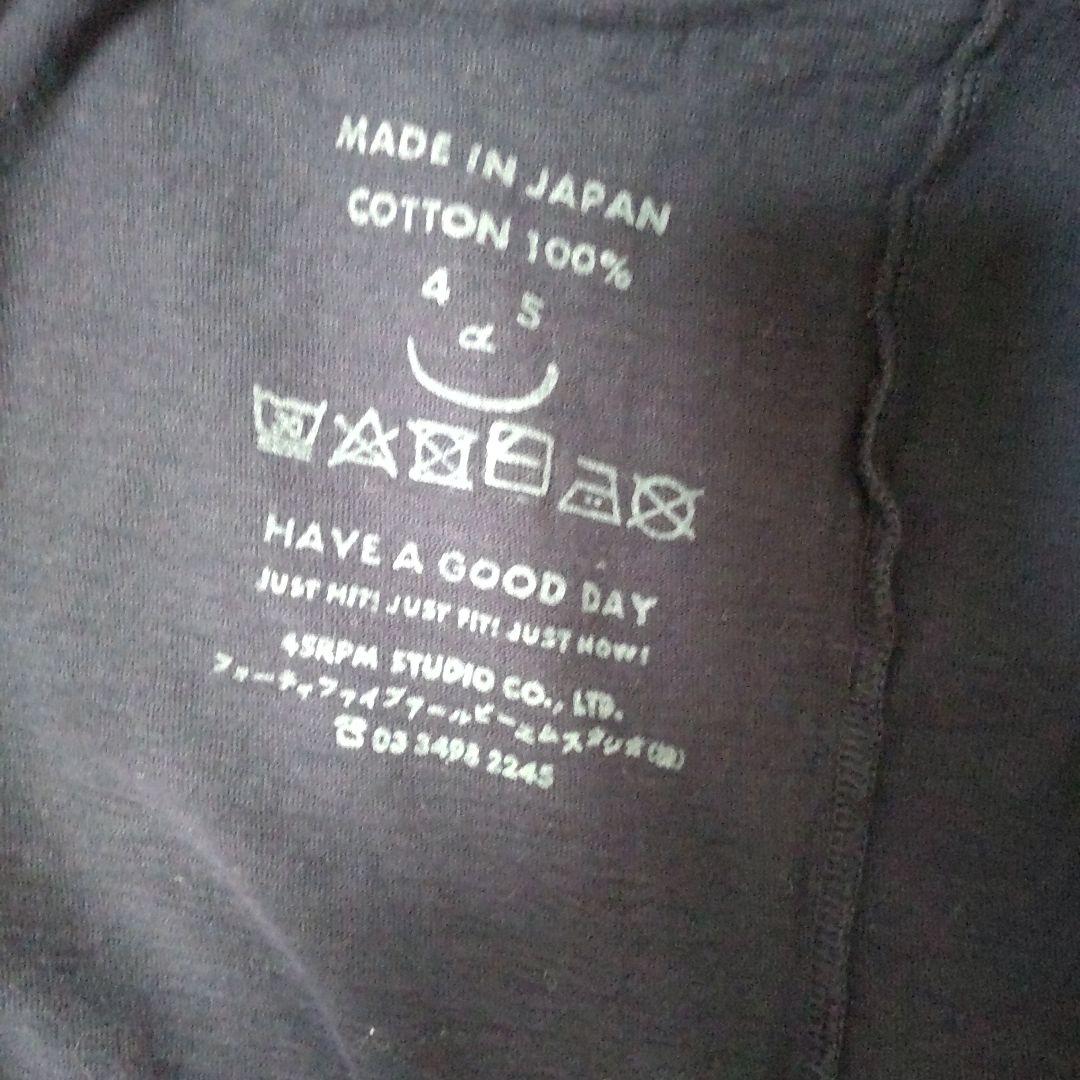 MADE IN JAPAN
COTTON 100%
4 5
α
30
HAVE A GOOD DAY
JUST HIT! JUST FIT! JUST NOW!
45RPM STUDIO CO., LTD.
フォーティファイブアールピーエムスタジオ(株)
☎ 03 3498 2245